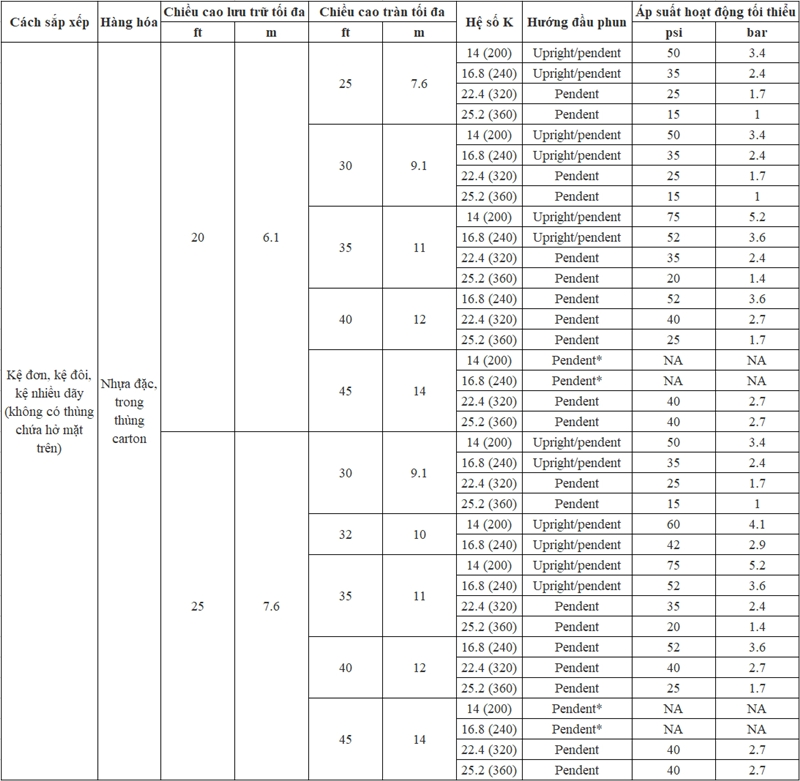 Cách sắp xếp Hàng hóa Chiều cao lưu trữ tối đa Chiều cao tràn tối đa Hệ số K Hướng đầu phun Áp suất hoạt động tối thiểu
ft m ft m psi bar
Kệ đơn, kệ đôi,
kệ nhiều dãy
(không có thùng
chứa hở mặt
trên)
Nhựa đặc,
trong
thùng
carton
20 6.1
25 7.6
14 (200) Upright/pendent 50 3.4
16.8 (240) Upright/pendent 35 2.4
22.4 (320) Pendent 25 1.7
25.2 (360) Pendent 15 1
30 9.1
14 (200) Upright/pendent 50 3.4
16.8 (240) Upright/pendent 35 2.4
22.4 (320) Pendent 25 1.7
25.2 (360) Pendent 15 1
35 11
14 (200) Upright/pendent 75 5.2
16.8 (240) Upright/pendent 52 3.6
22.4 (320) Pendent 35 2.4
25.2 (360) Pendent 20 1.4
40 12
16.8 (240) Pendent 52 3.6
22.4 (320) Pendent 40 2.7
25.2 (360) Pendent 25 1.7
45 14
14 (200) Pendent* NA NA
16.8 (240) Pendent* NA NA
22.4 (320) Pendent 40 2.7
25.2 (360) Pendent 40 2.7
25 7.6
30 9.1
14 (200) Upright/pendent 50 3.4
16.8 (240) Upright/pendent 35 2.4
22.4 (320) Pendent 25 1.7
25.2 (360) Pendent 15 1
32 10
14 (200) Upright/pendent 60 4.1
16.8 (240) Upright/pendent 42 2.9
35 11
14 (200) Upright/pendent 75 5.2
16.8 (240) Upright/pendent 52 3.6
22.4 (320) Pendent 35 2.4
25.2 (360) Pendent 20 1.4
40 12
16.8 (240) Pendent 52 3.6
22.4 (320) Pendent 40 2.7
25.2 (360) Pendent 25 1.7
45 14
14 (200) Pendent* NA NA
16.8 (240) Pendent* NA NA
22.4 (320) Pendent 40 2.7
25.2 (360) Pendent 40 2.7